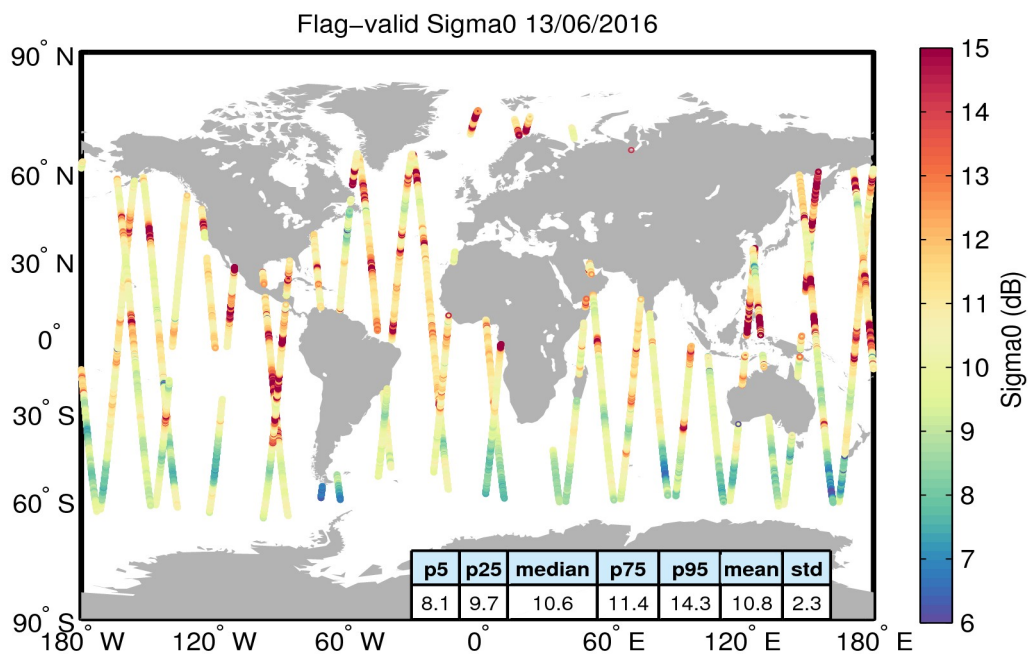 Flag−valid Sigma0 13/06/2016
90° N
60° N
30° N
0°
30° S
60° S
90° S
180° W
120° W
60° W
0°
60° E
120° E
180° E
15
14
13
12
11
10
9
8
7
6
Sigma0 (dB)
p5 p25 median p75 p95 mean std
8.1 9.7 10.6 11.4 14.3 10.8 2.3